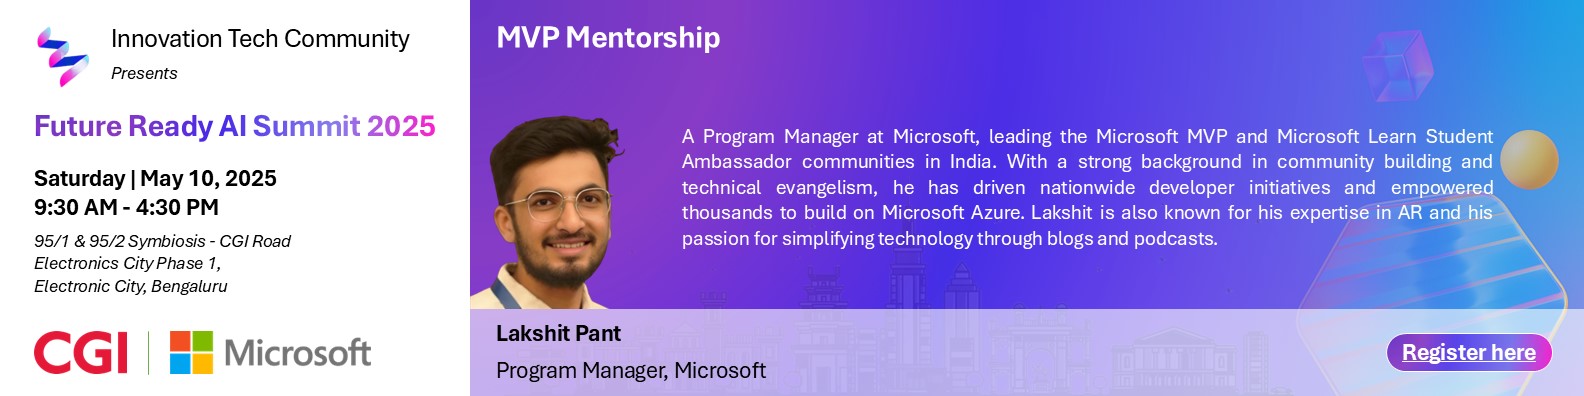 Innovation Tech Community
Presents
Future Ready AI Summit 2025
Saturday | May 10, 2025
9:30 AM - 4:30 PM
95/1 & 95/2 Symbiosis - CGI Road
Electronics City Phase 1,
Electronic City, Bengaluru
CGI
Microsoft
MVP Mentorship
A Program Manager at Microsoft, leading the Microsoft MVP and Microsoft Learn Student
Ambassador communities in India. With a strong background in community building and
technical evangelism, he has driven nationwide developer initiatives and empowered
thousands to build on Microsoft Azure. Lakshit is also known for his expertise in AR and his
passion for simplifying technology through blogs and podcasts.
Lakshit Pant
Program Manager, Microsoft
Register here